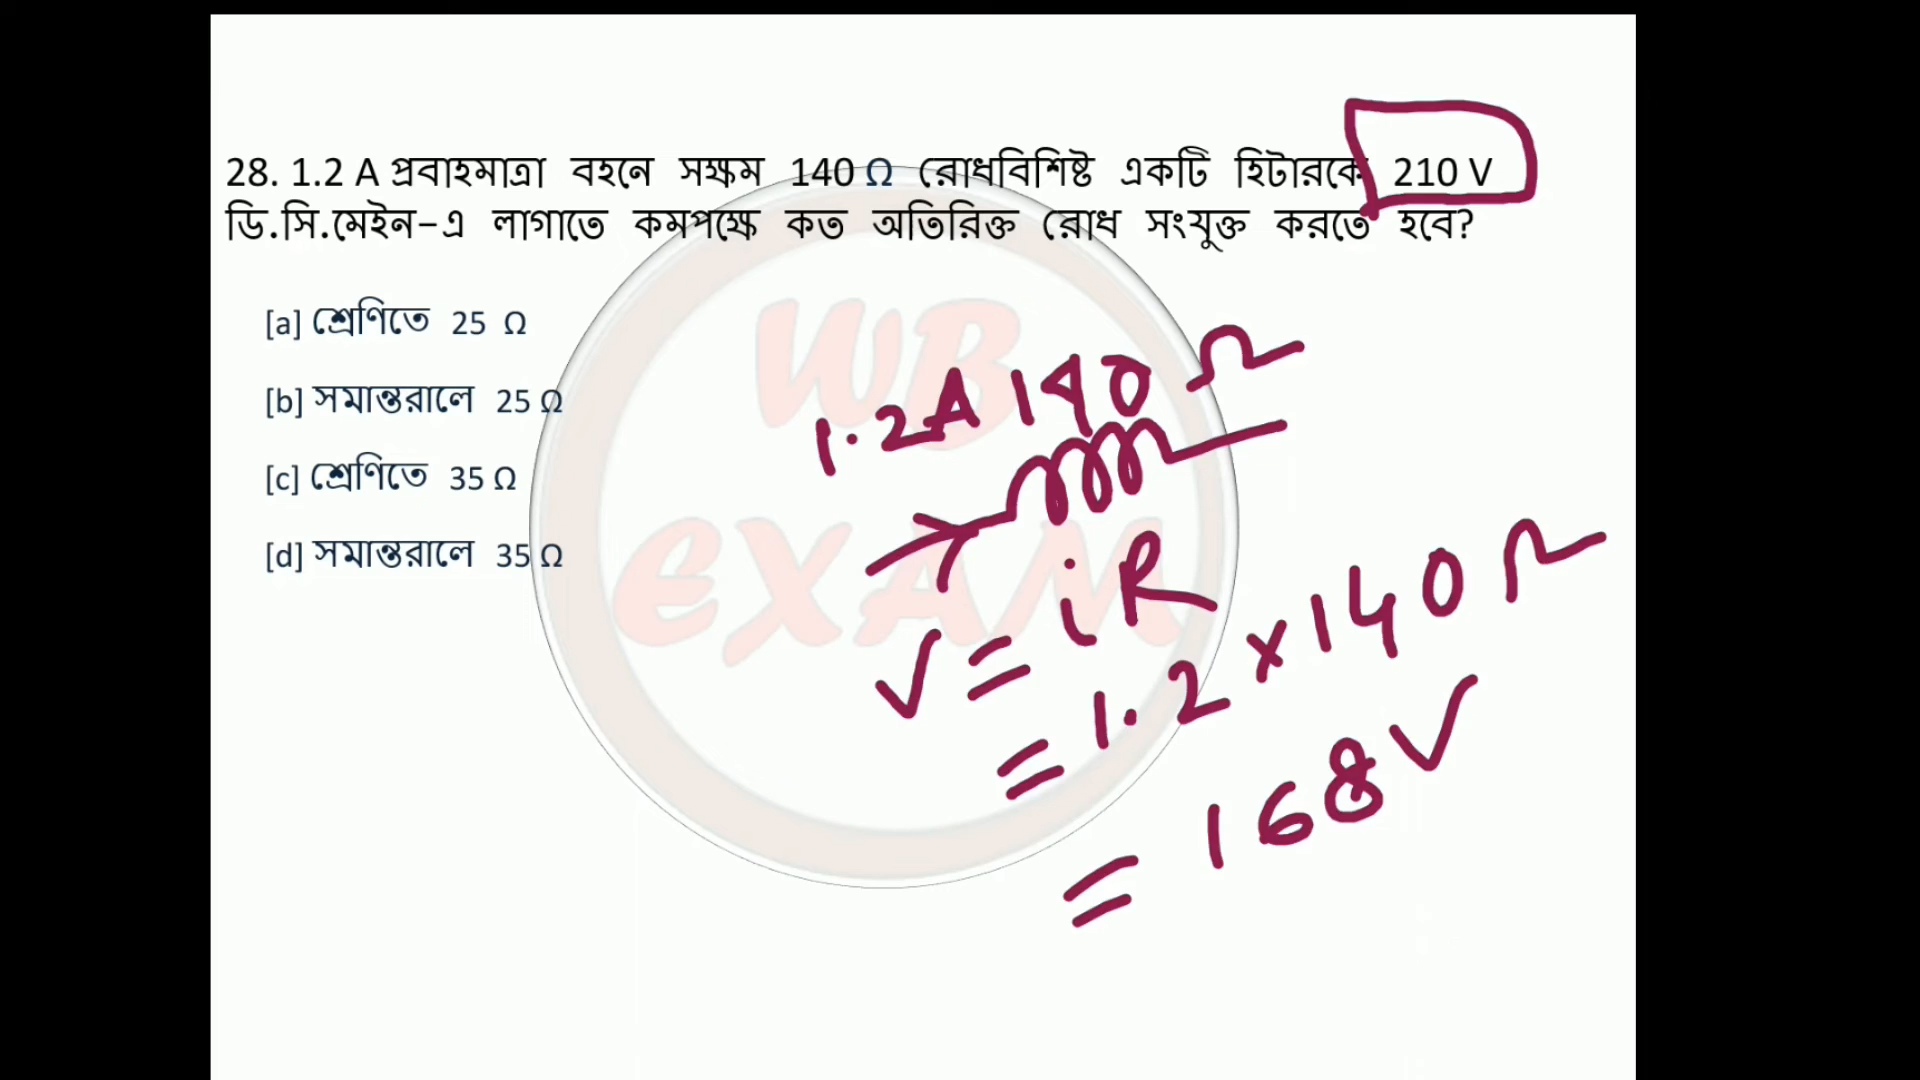 28. 1.2 A প্রবাহমাত্রা বহনে সক্ষম 140 Ω রোধবিশিষ্ট একটি হিটারকে 210 V
ডি.সি.মেইন-এ লাগাতে কমপক্ষে কত অতিরিক্ত রোধ সংযুক্ত করতে হবে?
[a] শ্রেণিতে 25 Ω
[b] সমান্তরালে 25 Ω
[c] শ্রেণিতে 35 Ω
[d] সমান্তরালে 35 Ω
WB
EXAM
1.2A 140 Ω
V = iR
= 1.2 × 140 Ω
= 168 V